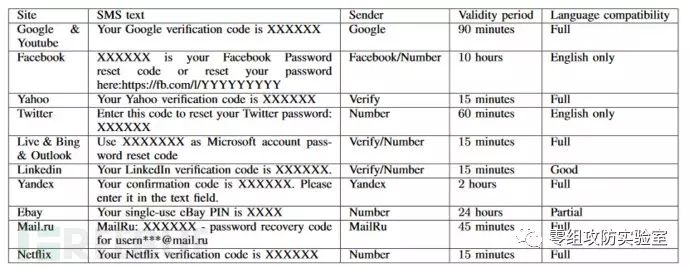 Site SMS text Sender Validity period Language compatibility
Google & Your Google verification code is XXXXXX Google 90 minutes Full
Youtube
Facebook XXXXXX is your Facebook Password Facebook/Number 10 hours English only
reset code or reset your password
here:https://fb.com/l/YYYYYYYYY
Yahoo Your Yahoo verification code is XXXXXX Verify 15 minutes Full
Twitter Enter this code to reset your Twitter password: Number 60 minutes English only
XXXXXX
Live & Bing Use XXXXXXX as Microsoft account pass- Verify/Number 15 minutes Full
& Outlook word reset code
Linkedin Your LinkedIn verification code is XXXXXX. Verify/Number 15 minutes Good
Yandex Your confirmation code is XXXXXX. Please Yandex 2 hours Full
enter it in the text field.
Ebay Your single-use eBay PIN is XXXX Number 24 hours Partial
Mail.ru MailRu: XXXXXX - password recovery code MailRu 45 minutes Full
for usern***@mail.ru
零组攻防实验室
Netflix Your Netflix verification code is XXXXXX Number 15 minutes Full